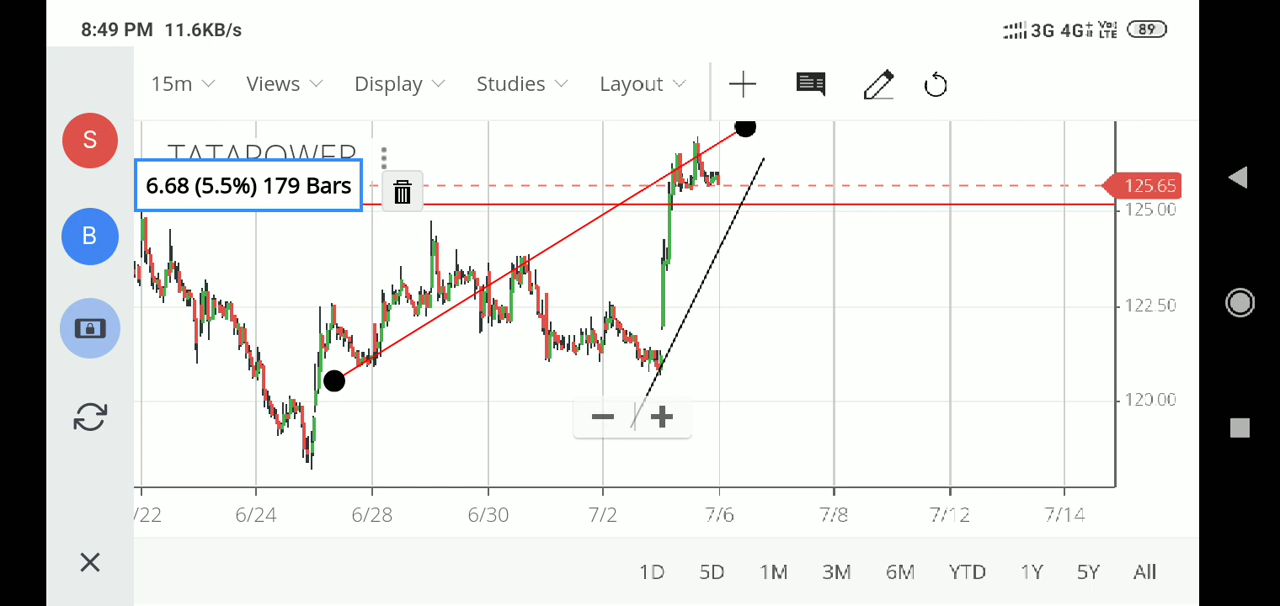 8:49 PM 11.6KB/s 3G 4G+ Vo) LTE 89
15m Views Display Studies Layout
S
TATAPOWER
6.68 (5.5%) 179 Bars
125.65
125.00
B
122.50
120.00
/22 6/24 6/28 6/30 7/2 7/6 7/8 7/12 7/14
1D 5D 1M 3M 6M YTD 1Y 5Y All